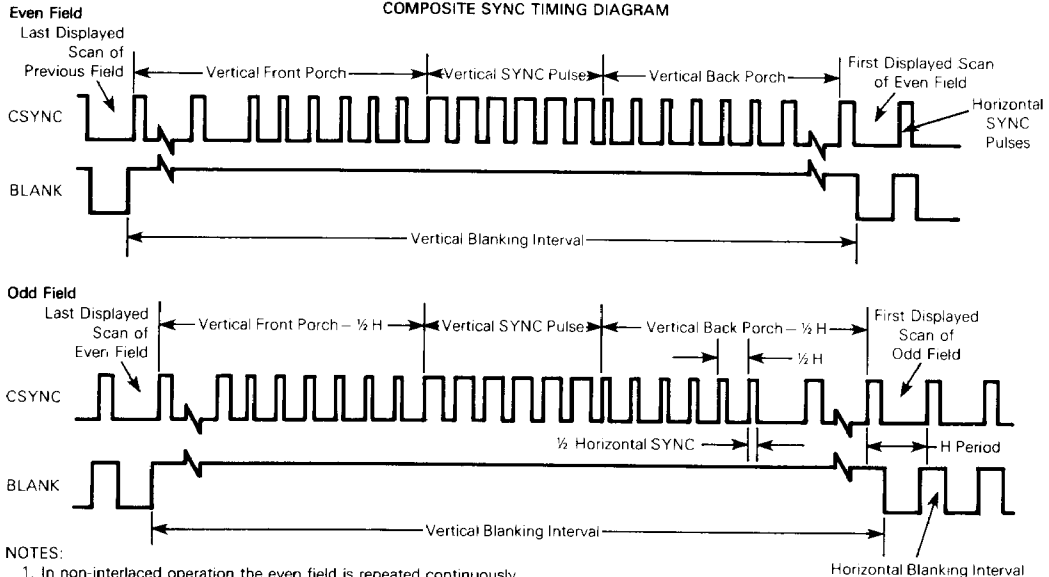 COMPOSITE SYNC TIMING DIAGRAM
Even Field
Last Displayed
Scan of
Previous Field
Vertical Front Porch
Vertical SYNC Pulse
Vertical Back Porch
First Displayed Scan
of Even Field
Horizontal
SYNC
Pulses
CSYNC
BLANK
Vertical Blanking Interval
Odd Field
Last Displayed
Scan of
Even Field
Vertical Front Porch – ½ H
Vertical SYNC Pulse
Vertical Back Porch – ½ H
First Displayed
Scan of
Odd Field
½ H
CSYNC
½ Horizontal SYNC
H Period
BLANK
Vertical Blanking Interval
Horizontal Blanking Interval
NOTES:
1. In non-interlaced operation the even field is repeated continuously